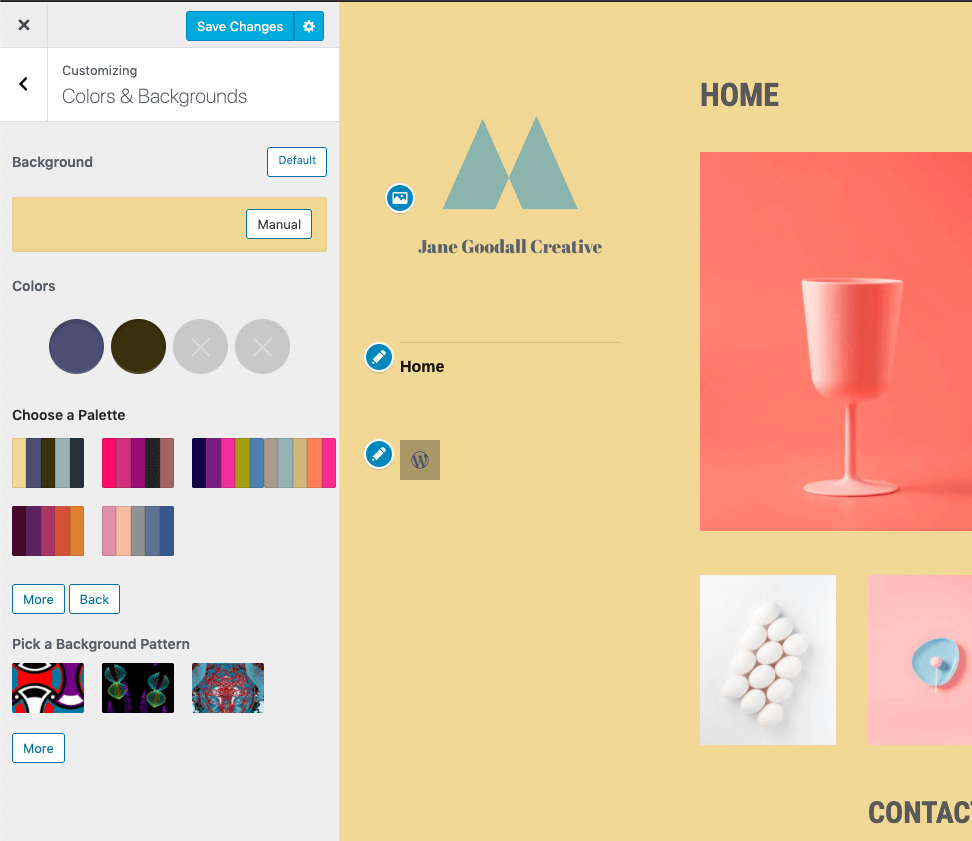 Save Changes
Customizing
Colors & Backgrounds
Background
Default
Manual
Colors
Choose a Palette
More
Back
Pick a Background Pattern
More
Jane Goodall Creative
Home
HOME
CONTAC